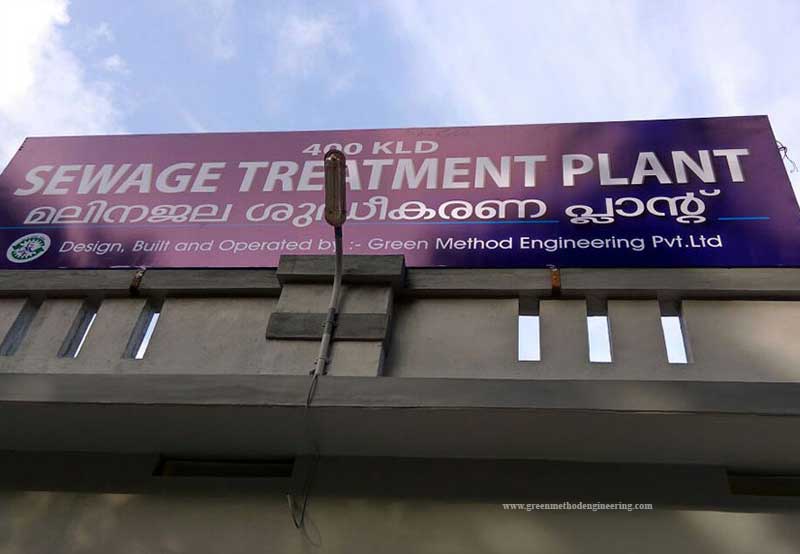 400 KLD
SEWAGE TREATMENT PLANT
മലിനജല ശുദ്ധീകരണ പ്ലാന്റ്
Design, Built and Operated by :- Green Method Engineering Pvt.Ltd
www.greenmethodengineering.com